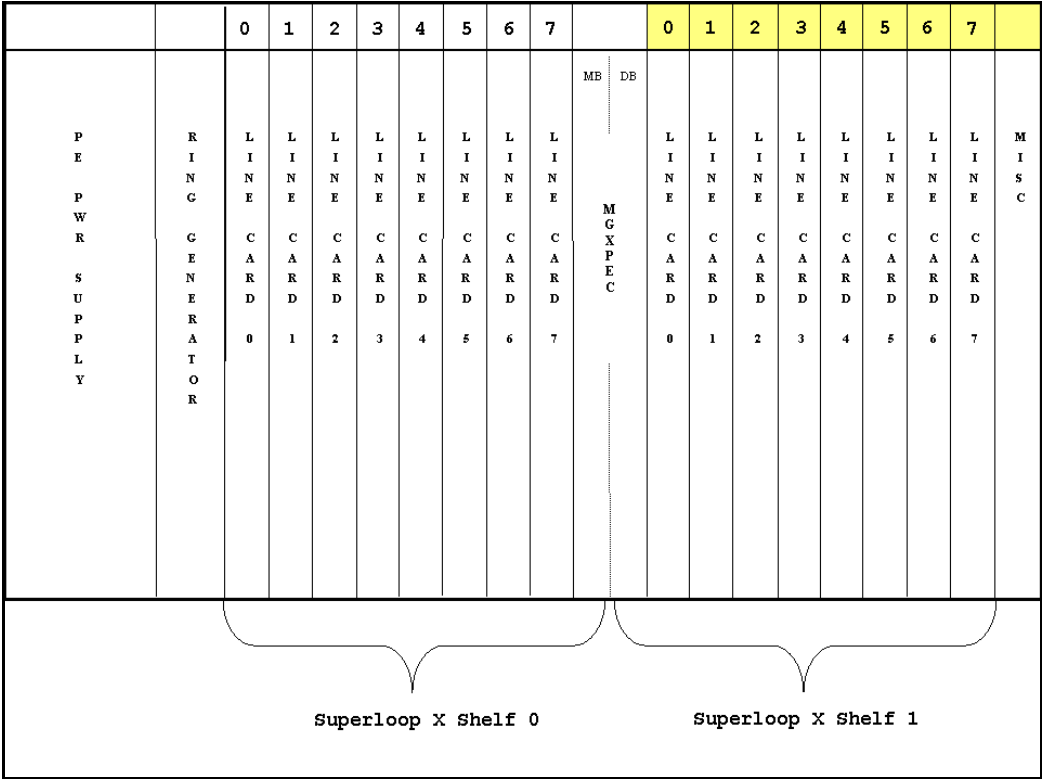 0 1 2 3 4 5 6 7 0 1 2 3 4 5 6 7
MB DB
PE PWR SUPPLY
RING GENERATOR
LINE CARD 0
LINE CARD 1
LINE CARD 2
LINE CARD 3
LINE CARD 4
LINE CARD 5
LINE CARD 6
LINE CARD 7
MGXPEC
LINE CARD 0
LINE CARD 1
LINE CARD 2
LINE CARD 3
LINE CARD 4
LINE CARD 5
LINE CARD 6
LINE CARD 7
MISC
Superloop X Shelf 0
Superloop X Shelf 1